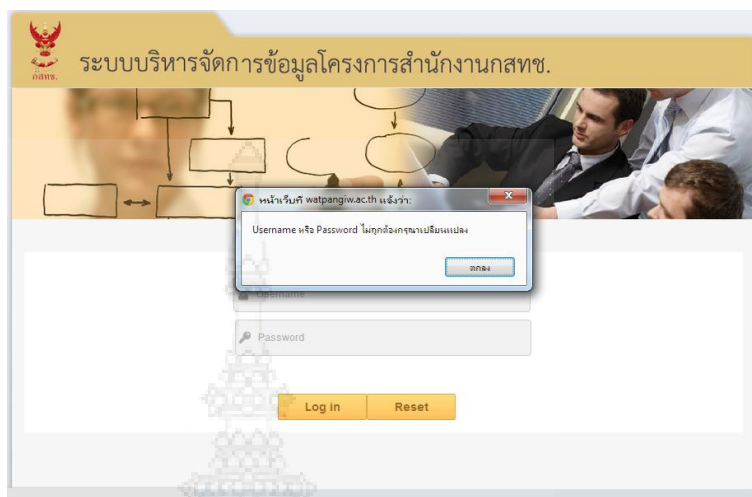 กสทช.
ระบบบริหารจัดการข้อมูลโครงการสำนักงานกสทช.
หน้าเว็บที่ watpangiw.ac.th แจ้งว่า:
Username หรือ Password ไม่ถูกต้องกรุณาเปลี่ยนแปลง
ตกลง
Username
Password
Log in
Reset